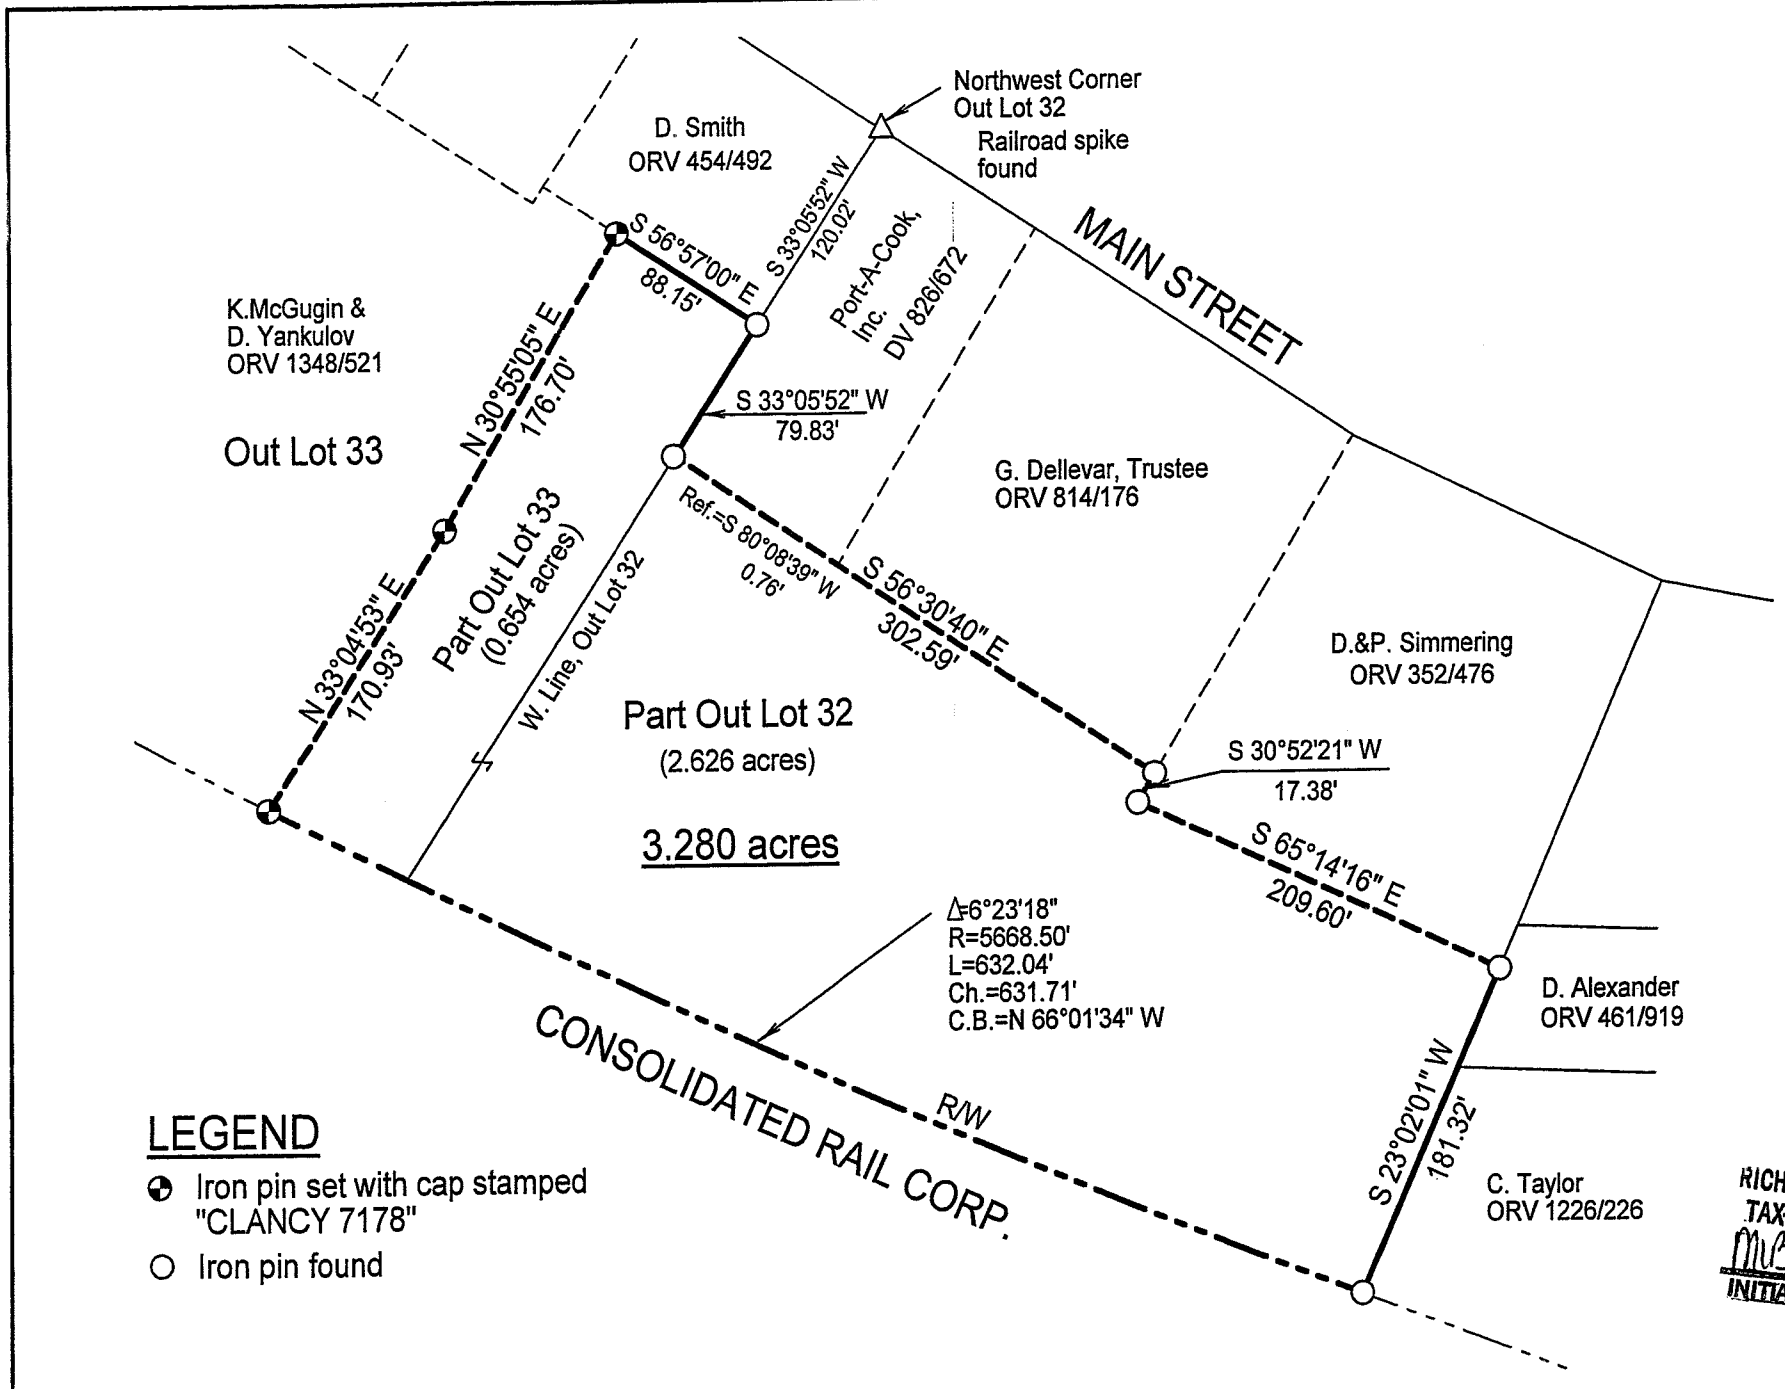 Northwest Corner
Out Lot 32
Railroad spike
found
D. Smith
ORV 454/492
S 33°05'52" W
120.02'
MAIN STREET
Port-A-Cook,
Inc.
DV 826/672
S 56°57'00" E
88.15'
K.McGugin &
D. Yankulov
ORV 1348/521
Out Lot 33
N 30°55'05" E
176.70'
S 33°05'52" W
79.83'
G. Dellevar, Trustee
ORV 814/176
Ref.=S 80°08'39" W
0.76'
S 56°30'40" E
302.59'
Part Out Lot 33
(0.654 acres)
W. Line, Out Lot 32
N 33°04'53" E
170.93'
D.&P. Simmering
ORV 352/476
Part Out Lot 32
(2.626 acres)
3.280 acres
S 30°52'21" W
17.38'
S 65°14'16" E
209.60'
Δ=6°23'18"
R=5668.50'
L=632.04'
Ch.=631.71'
C.B.=N 66°01'34" W
D. Alexander
ORV 461/919
CONSOLIDATED RAIL CORP.
R/W
S 23°02'01" W
181.32'
C. Taylor
ORV 1226/226
LEGEND
Iron pin set with cap stamped
"CLANCY 7178"
Iron pin found
RICH
TAX
INITIA